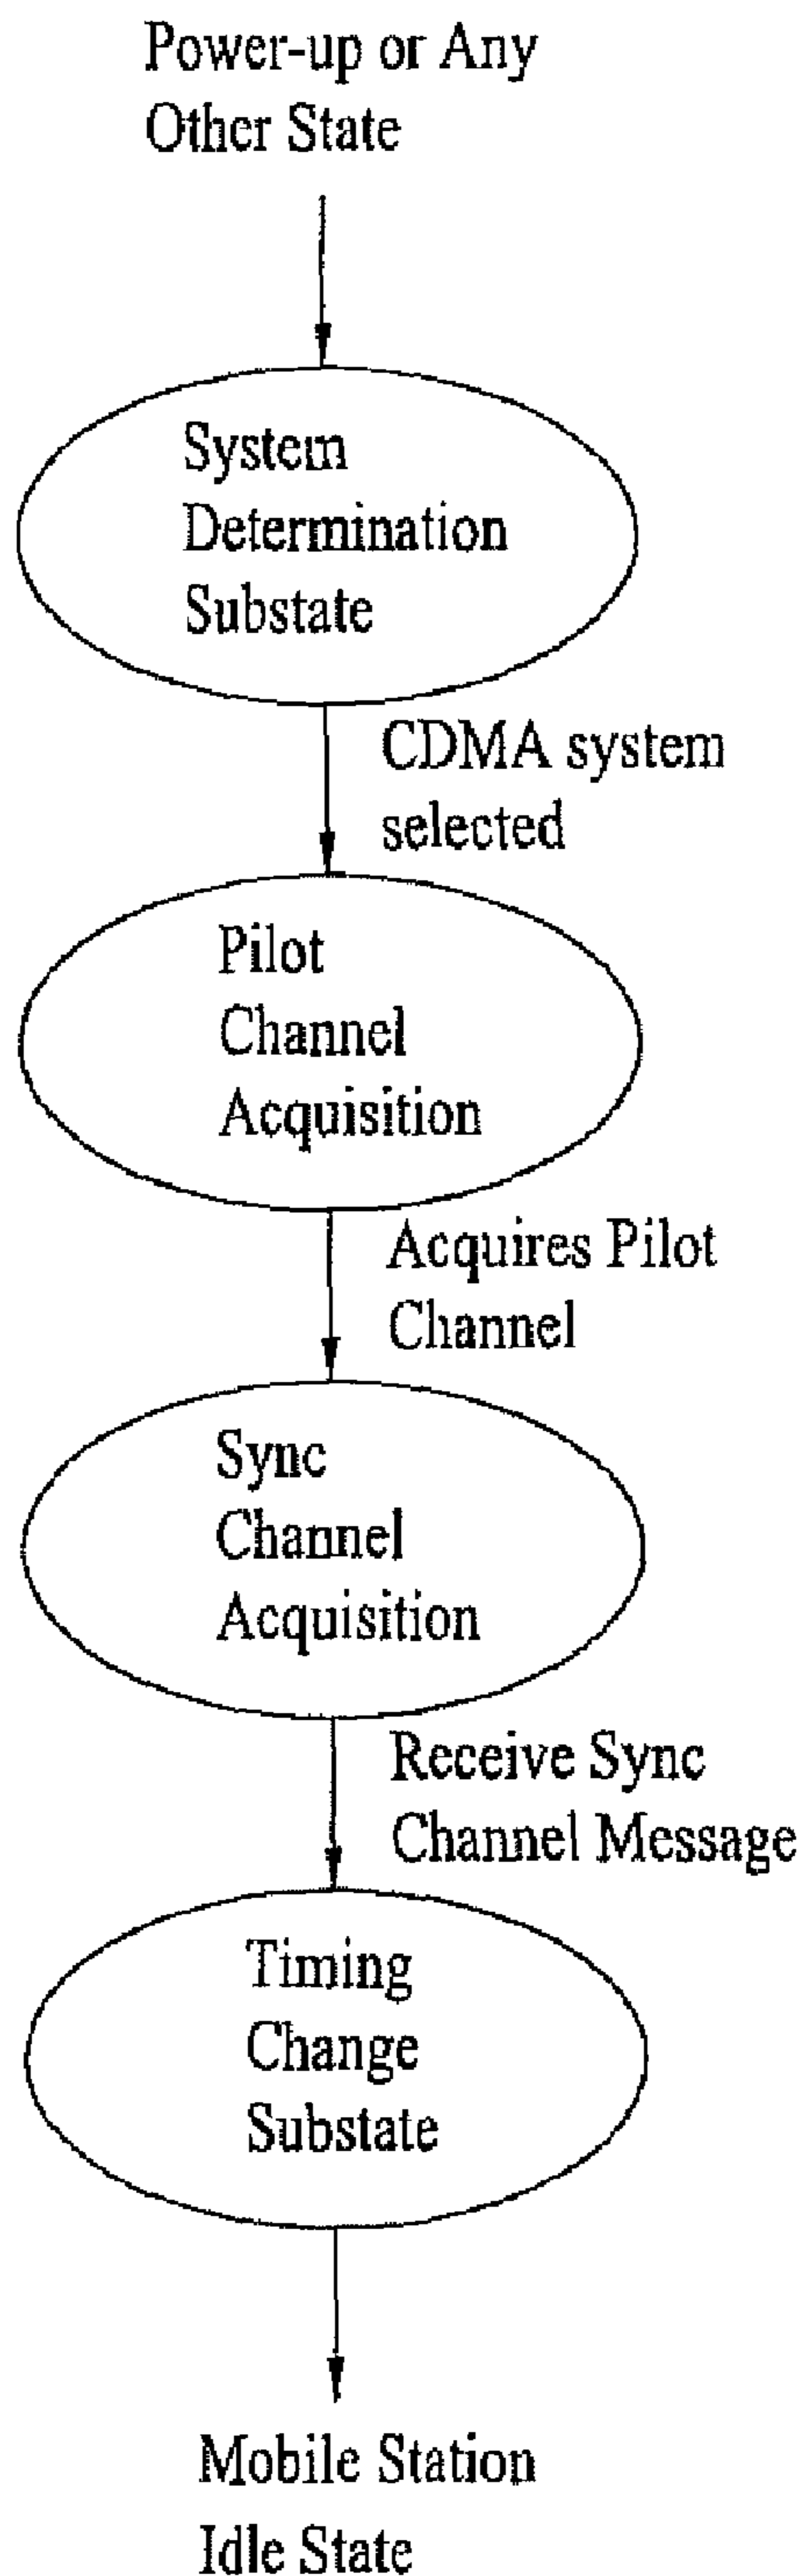 Power-up or Any
Other State
System
Determination
Substate
CDMA system
selected
Pilot
Channel
Acquisition
Acquires Pilot
Channel
Sync
Channel
Acquisition
Receive Sync
Channel Message
Timing
Change
Substate
Mobile Station
Idle State